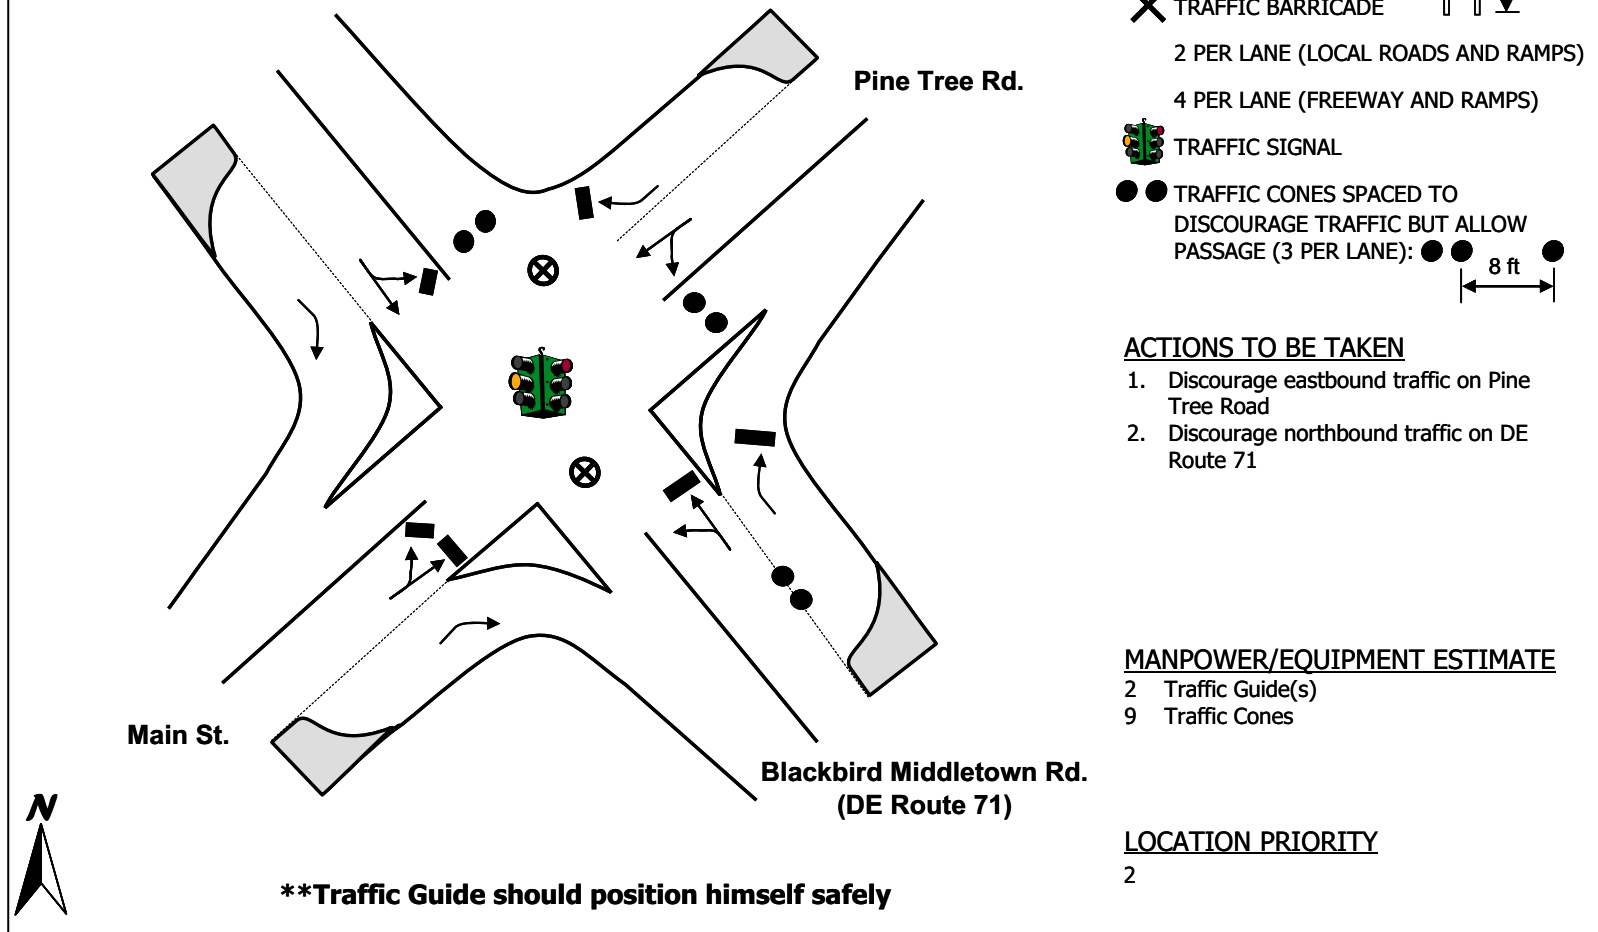 TRAFFIC BARRICADE
2 PER LANE (LOCAL ROADS AND RAMPS)
4 PER LANE (FREEWAY AND RAMPS)
TRAFFIC SIGNAL
TRAFFIC CONES SPACED TO
DISCOURAGE TRAFFIC BUT ALLOW
PASSAGE (3 PER LANE):
8 ft
Pine Tree Rd.
ACTIONS TO BE TAKEN
1. Discourage eastbound traffic on Pine
Tree Road
2. Discourage northbound traffic on DE
Route 71
MANPOWER/EQUIPMENT ESTIMATE
2 Traffic Guide(s)
9 Traffic Cones
Main St.
Blackbird Middletown Rd.
(DE Route 71)
N
LOCATION PRIORITY
2
**Traffic Guide should position himself safely